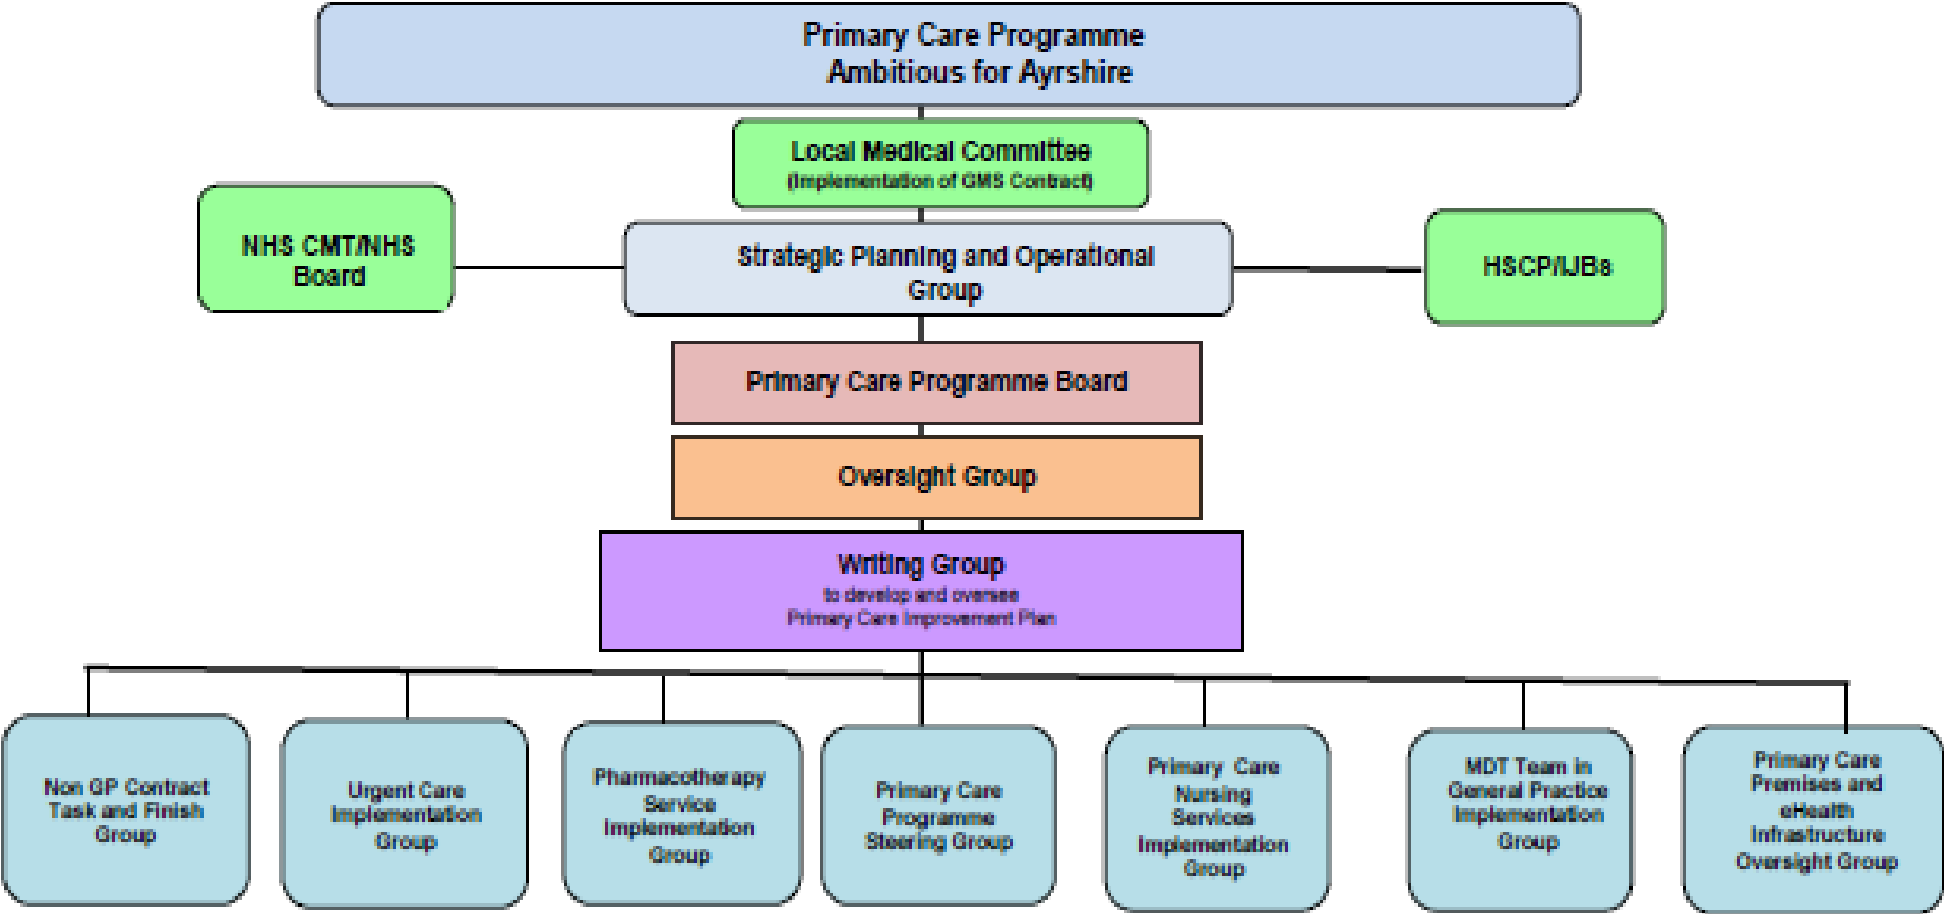 Primary Care Programme
Ambitious for Ayrshire
Local Medical Committee
(Implementation of GMS Contract)
NHS CMT/NHS
Board
Strategic Planning and Operational
Group
HSCP/IJBs
Primary Care Programme Board
Oversight Group
Writing Group
to develop and oversee
Primary Care Improvement Plan
Non GP Contract
Task and Finish
Group
Urgent Care
Implementation
Group
Pharmacotherapy
Service
Implementation
Group
Primary Care
Programme
Steering Group
Primary Care
Nursing
Services
Implementation
Group
MDT Team in
General Practice
Implementation
Group
Primary Care
Premises and
eHealth
Infrastructure
Oversight Group